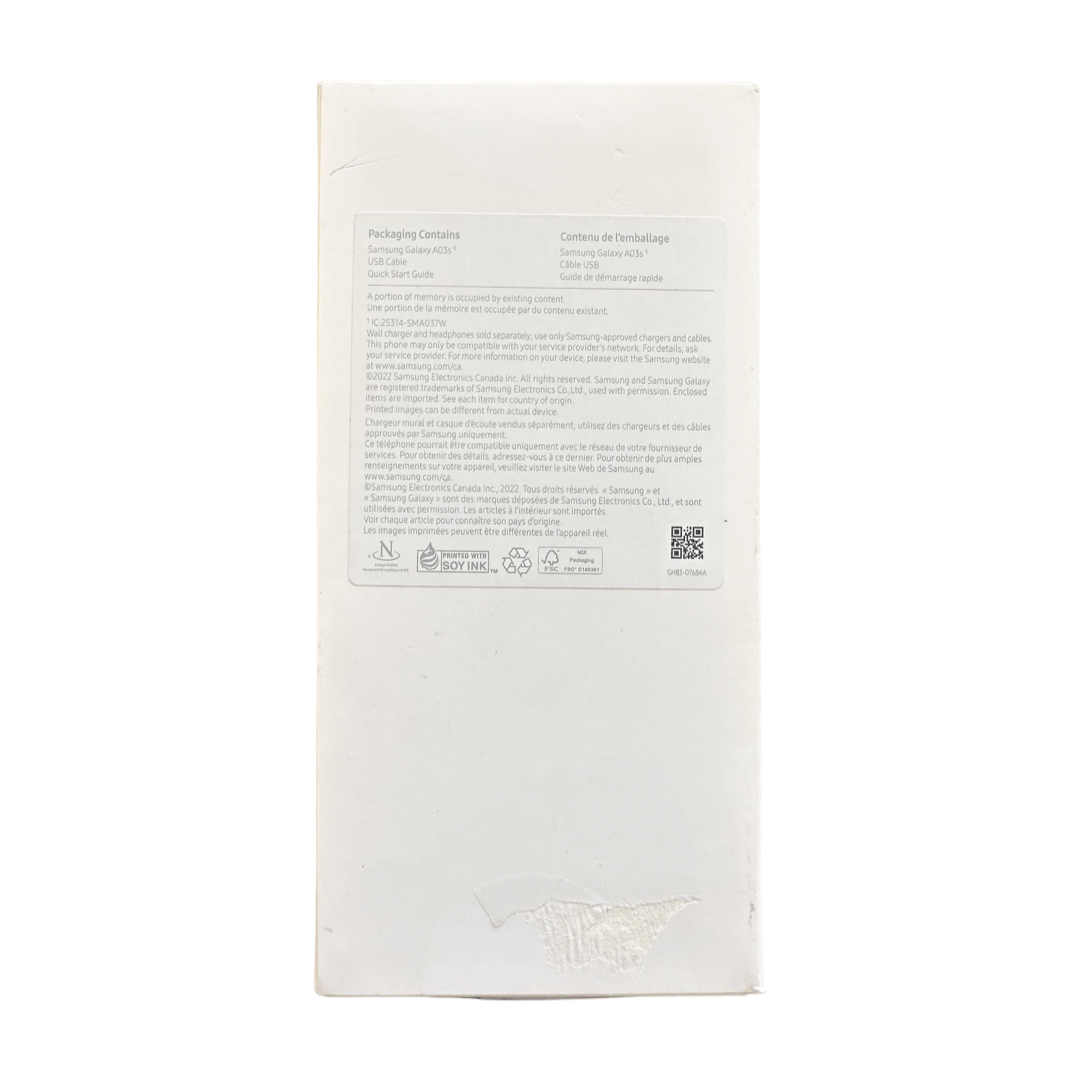 Packaging Contains
Samsung Galaxy A03s ¹
USB Cable
Quick Start Guide
Contenu de l'emballage
Samsung Galaxy A03s ¹
Câble USB
Guide de démarrage rapide
A portion of memory is occupied by existing content.
Une portion de la mémoire est occupée par du contenu existant.
¹ IC:25314-SMA037W
Wall charger and headphones sold separately; use only Samsung-approved chargers and cables.
This phone may only be compatible with your service provider's network. For details, ask
your service provider. For more information on your device, please visit the Samsung website
at www.samsung.com/ca.
©2022 Samsung Electronics Canada Inc. All rights reserved. Samsung and Samsung Galaxy
are registered trademarks of Samsung Electronics Co.,Ltd., used with permission. Enclosed
items are imported. See each item for country of origin.
Printed images can be different from actual device.
Chargeur mural et casque d'écoute vendus séparément; utilisez des chargeurs et des câbles
approuvés par Samsung uniquement.
Ce téléphone pourrait être compatible uniquement avec le réseau de votre fournisseur de
services. Pour obtenir des détails, adressez-vous à ce dernier. Pour obtenir de plus amples
renseignements sur votre appareil, veuillez visiter le site Web de Samsung au
www.samsung.com/ca.
©Samsung Electronics Canada Inc., 2022. Tous droits réservés. « Samsung » et
« Samsung Galaxy » sont des marques déposées de Samsung Electronics Co., Ltd., et sont
utilisées avec permission. Les articles à l'intérieur sont importés.
Voir chaque article pour connaître son pays d'origine.
Les images imprimées peuvent être différentes de l'appareil réel.
N
PRINTED WITH
SOY INK™
FSC
MIX
Packaging
FSC® C140381
GH83-07684A